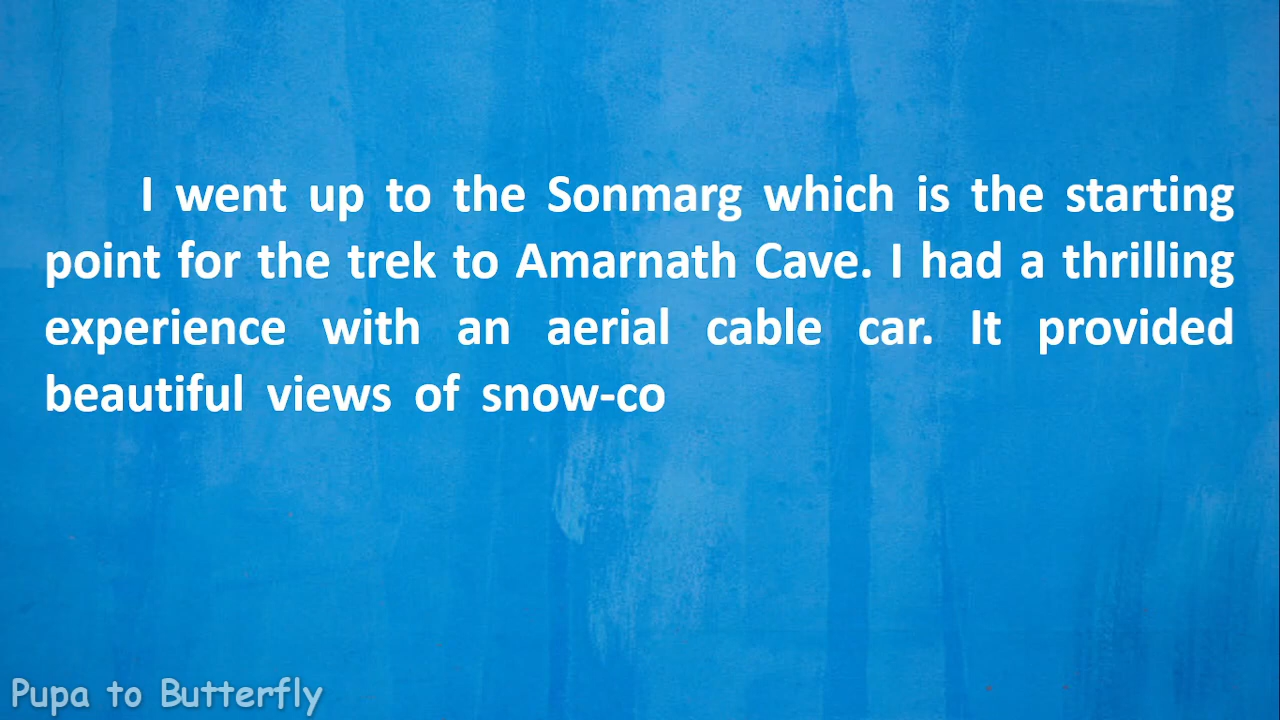 I went up to the Sonmarg which is the starting
point for the trek to Amarnath Cave. I had a thrilling
experience with an aerial cable car. It provided
beautiful views of snow-co
Pupa to Butterfly